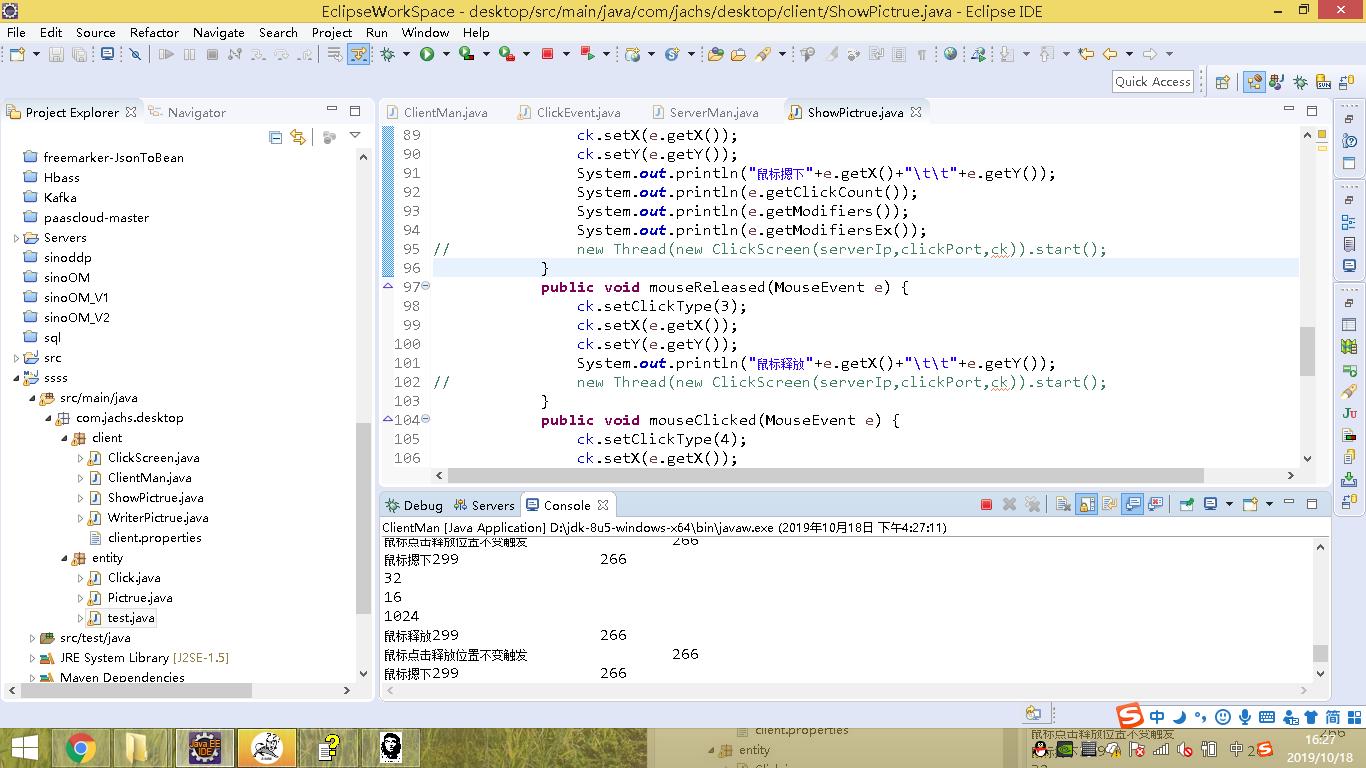 EclipseWorkSpace - desktop/src/main/java/com/jachs/desktop/client/ShowPictrue.java - Eclipse IDE
File Edit Source Refactor Navigate Search Project Run Window Help
Quick Access
Project Explorer Navigator
freemarker-JsonToBean
Hbass
Kafka
paascloud-master
Servers
sinoddp
sinoOM
sinoOM_V1
sinoOM_V2
sql
src
ssss
src/main/java
com.jachs.desktop
client
ClickScreen.java
ClientMan.java
ShowPictrue.java
WriterPictrue.java
client.properties
entity
Click.java
Pictrue.java
test.java
src/test/java
JRE System Library [J2SE-1.5]
Maven Dependencies
ClientMan.java ClickEvent.java ServerMan.java ShowPictrue.java
89 ck.setX(e.getX());
90 ck.setY(e.getY());
91 System.out.println("鼠标摁下"+e.getX()+"\t\t"+e.getY());
92 System.out.println(e.getClickCount());
93 System.out.println(e.getModifiers());
94 System.out.println(e.getModifiersEx());
95 // new Thread(new ClickScreen(serverIp,clickPort,ck)).start();
96 }
97 public void mouseReleased(MouseEvent e) {
98 ck.setClickType(3);
99 ck.setX(e.getX());
100 ck.setY(e.getY());
101 System.out.println("鼠标释放"+e.getX()+"\t\t"+e.getY());
102 // new Thread(new ClickScreen(serverIp,clickPort,ck)).start();
103 }
104 public void mouseClicked(MouseEvent e) {
105 ck.setClickType(4);
106 ck.setX(e.getX());
Debug Servers Console
ClientMan [Java Application] D:\jdk-8u5-windows-x64\bin\javaw.exe (2019年10月18日 下午4:27:11)
鼠标点击释放位置不变触发 266
鼠标摁下299 266
32
16
1024
鼠标释放299 266
鼠标点击释放位置不变触发 266
鼠标摁下299 266
中 简
client.properties
entity
鼠标点击释放位置不变触发 266
中
16:27
2019/10/18